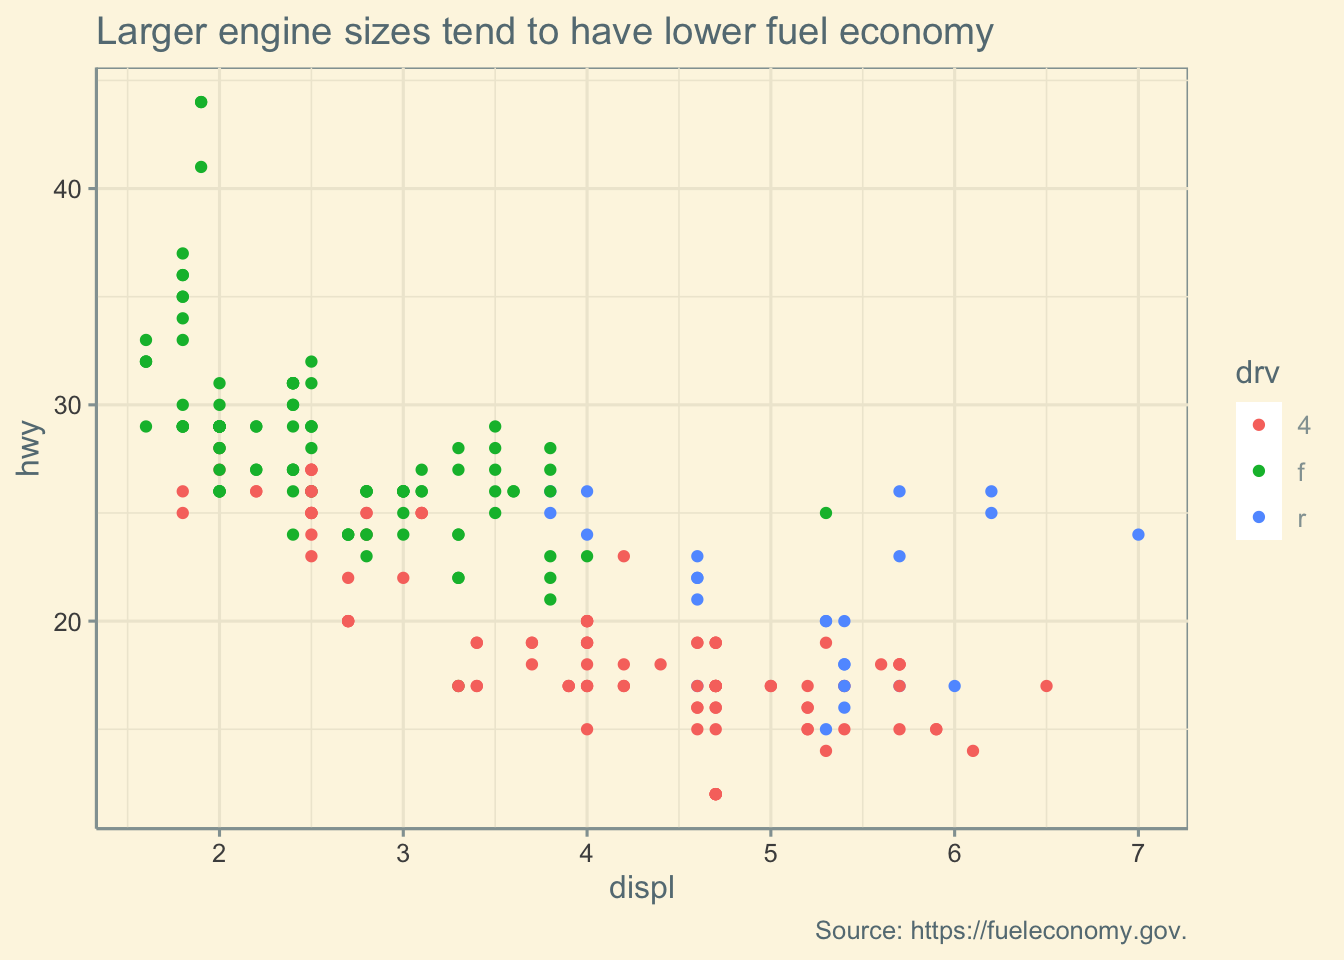 Larger engine sizes tend to have lower fuel economy
40
30
20
hwy
2 3 4 5 6 7
displ
drv
4
f
r
Source: https://fueleconomy.gov.